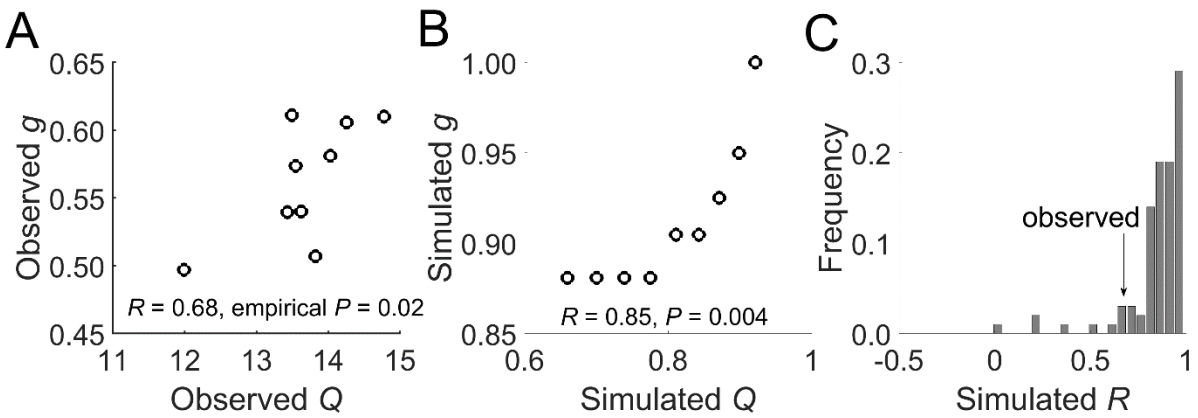 A
0.65
0.60
0.55
0.50
0.45
Observed g
R = 0.68, empirical P = 0.02
11 12 13 14 15
Observed Q
B
1.00
0.95
0.90
0.85
Simulated g
R = 0.85, P = 0.004
0.6 0.8 1
Simulated Q
C
0.3
0.2
0.1
0.0
Frequency
observed
-0.5 0 0.5 1
Simulated R